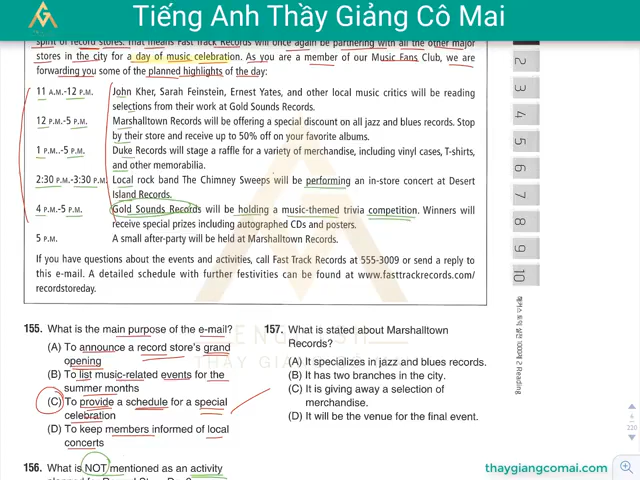 Tiếng Anh Thầy Giảng Cô Mai
spirit of record stores. That means Fast Track Records will once again be partnering with all the other major
stores in the city for a day of music celebration. As you are a member of our Music Fans Club, we are
forwarding you some of the planned highlights of the day:
11 A.M.-12 P.M. John Kher, Sarah Feinstein, Ernest Yates, and other local music critics will be reading
selections from their work at Gold Sounds Records.
12 P.M.-5 P.M. Marshalltown Records will be offering a special discount on all jazz and blues records. Stop
by their store and receive up to 50% off on your favorite albums.
1 P.M..-5 P.M. Duke Records will stage a raffle for a variety of merchandise, including vinyl cases, T-shirts,
and other memorabilia.
2:30 P.M.-3:30 P.M. Local rock band The Chimney Sweeps will be performing an in-store concert at Desert
Island Records.
4 P.M.-5 P.M. Gold Sounds Records will be holding a music-themed trivia competition. Winners will
receive special prizes including autographed CDs and posters.
5 P.M. A small after-party will be held at Marshalltown Records.
If you have questions about the events and activities, call Fast Track Records at 555-3009 or send a reply to
this e-mail. A detailed schedule with further festivities can be found at www.fasttrackrecords.com/
recordstoreday.
155. What is the main purpose of the e-mail?
(A) To announce a record store's grand
opening
(B) To list music-related events for the
summer months
(C) To provide a schedule for a special
celebration
(D) To keep members informed of local
concerts
156. What is NOT mentioned as an activity
157. What is stated about Marshalltown
Records?
(A) It specializes in jazz and blues records.
(B) It has two branches in the city.
(C) It is giving away a selection of
merchandise.
(D) It will be the venue for the final event.
2
3
4
5
6
7
8
9
10
2 Reading
6
220
thaygiangcomai.com